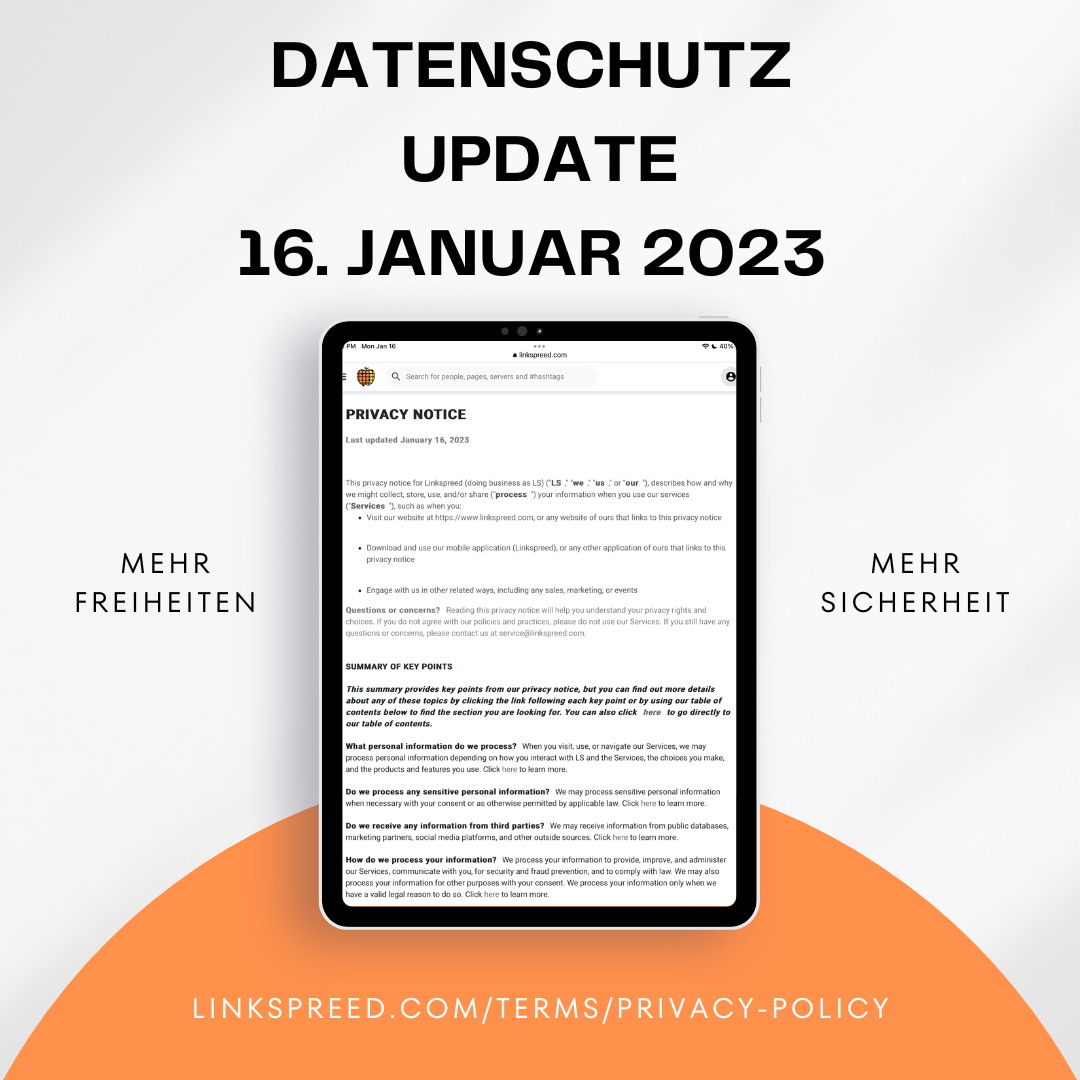 DATENSCHUTZ
UPDATE
16. JANUAR 2023
PM Mon Jan 16
40%
linkspreed.com
Search for people, pages, servers and #hashtags
PRIVACY NOTICE
Last updated January 16, 2023
This privacy notice for Linkspreed (doing business as LS) ("LS ," "we ," "us ," or "our "), describes how and why
we might collect, store, use, and/or share ("process ") your information when you use our services
("Services "), such as when you:
• Visit our website at https://www.linkspreed.com, or any website of ours that links to this privacy notice
• Download and use our mobile application (Linkspreed), or any other application of ours that links to this
privacy notice
• Engage with us in other related ways, including any sales, marketing, or events
Questions or concerns? Reading this privacy notice will help you understand your privacy rights and
choices. If you do not agree with our policies and practices, please do not use our Services. If you still have any
questions or concerns, please contact us at service@linkspreed.com.
SUMMARY OF KEY POINTS
This summary provides key points from our privacy notice, but you can find out more details
about any of these topics by clicking the link following each key point or by using our table of
contents below to find the section you are looking for. You can also click here to go directly to
our table of contents.
What personal information do we process? When you visit, use, or navigate our Services, we may
process personal information depending on how you interact with LS and the Services, the choices you make,
and the products and features you use. Click here to learn more.
Do we process any sensitive personal information? We may process sensitive personal information
when necessary with your consent or as otherwise permitted by applicable law. Click here to learn more.
Do we receive any information from third parties? We may receive information from public databases,
marketing partners, social media platforms, and other outside sources. Click here to learn more.
How do we process your information? We process your information to provide, improve, and administer
our Services, communicate with you, for security and fraud prevention, and to comply with law. We may also
process your information for other purposes with your consent. We process your information only when we
have a valid legal reason to do so. Click here to learn more.
MEHR
FREIHEITEN
MEHR
SICHERHEIT
LINKSPREED.COM/TERMS/PRIVACY-POLICY